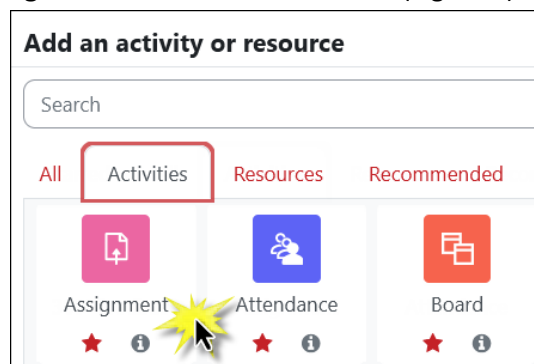 Add an activity or resource
Search
All Activities Resources Recommended
Assignment Attendance Board